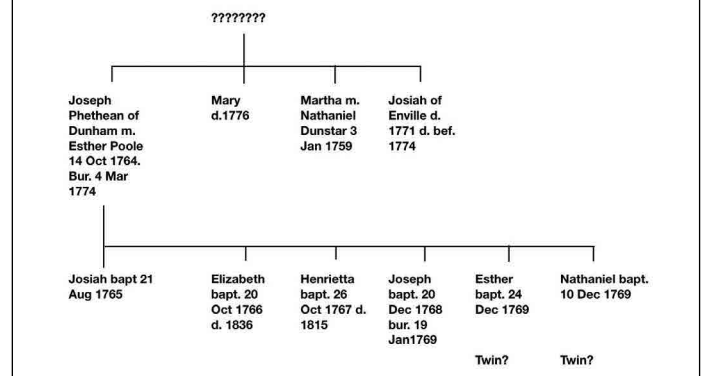 ????????
Joseph
Phethean of
Dunham m.
Esther Poole
14 Oct 1764.
Bur. 4 Mar
1774
Mary
d.1776
Martha m.
Nathaniel
Dunstar 3
Jan 1759
Josiah of
Enville d.
1771 d. bef.
1774
Josiah bapt 21
Aug 1765
Elizabeth
bapt. 20
Oct 1766
d. 1836
Henrietta
bapt. 26
Oct 1767 d.
1815
Joseph
bapt. 20
Dec 1768
bur. 19
Jan1769
Esther
bapt. 24
Dec 1769
Twin?
Nathaniel bapt.
10 Dec 1769
Twin?